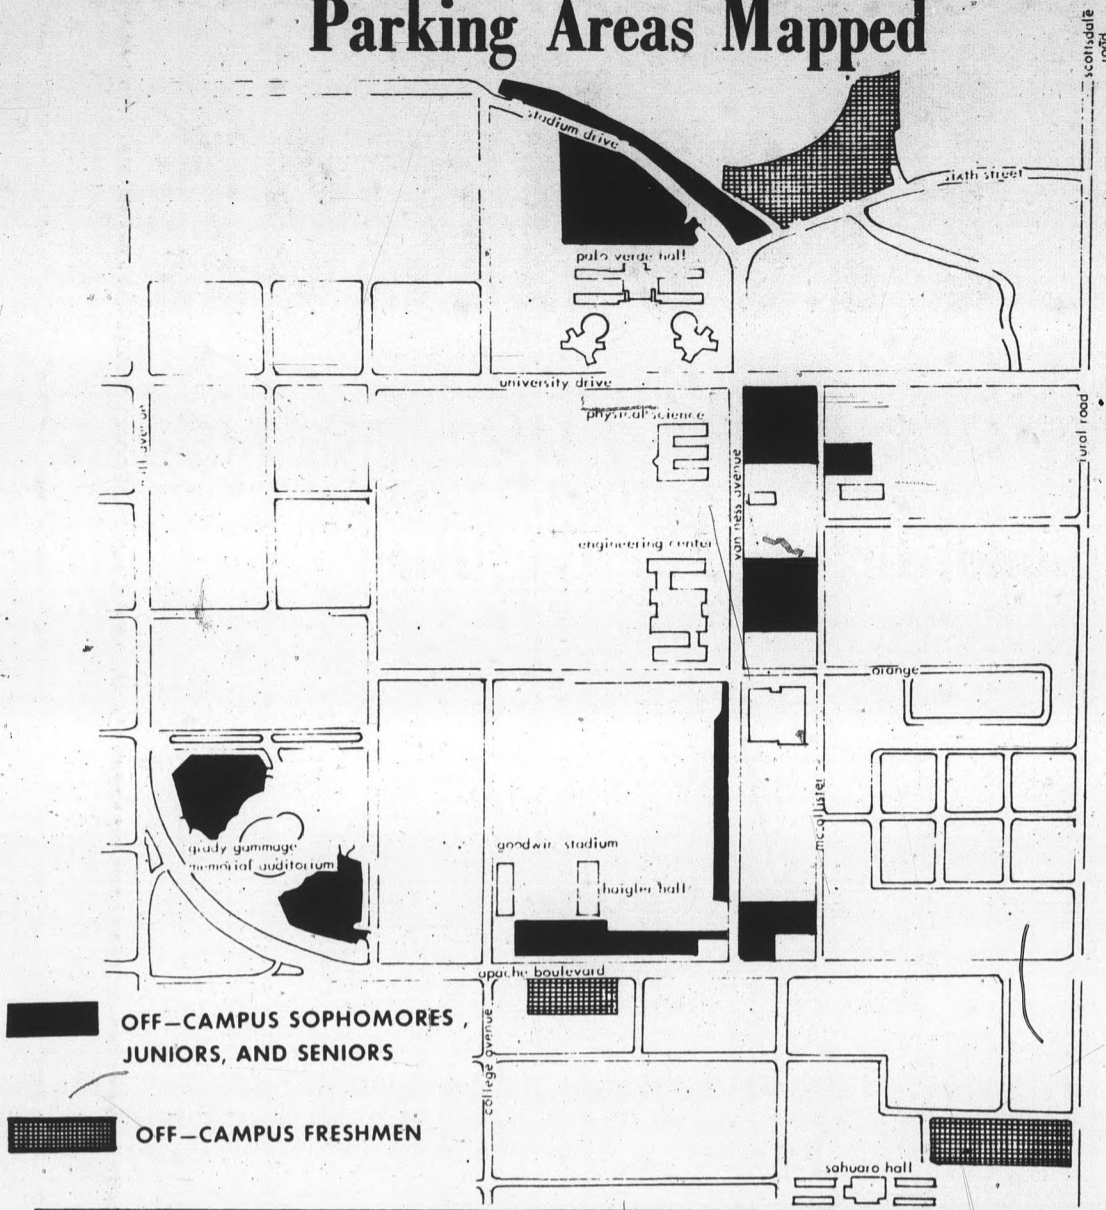 Parking Areas Mapped
scottsdale
road
stadium drive
sixth street
palo verde hall
university drive
physical science
rural road
van ness avenue
engineering center
orange
mcallister
grady gammage
memorial auditorium
goodwin stadium
haigler hall
apache boulevard
college avenue
OFF—CAMPUS SOPHOMORES,
JUNIORS, AND SENIORS
OFF—CAMPUS FRESHMEN
sahuaro hall